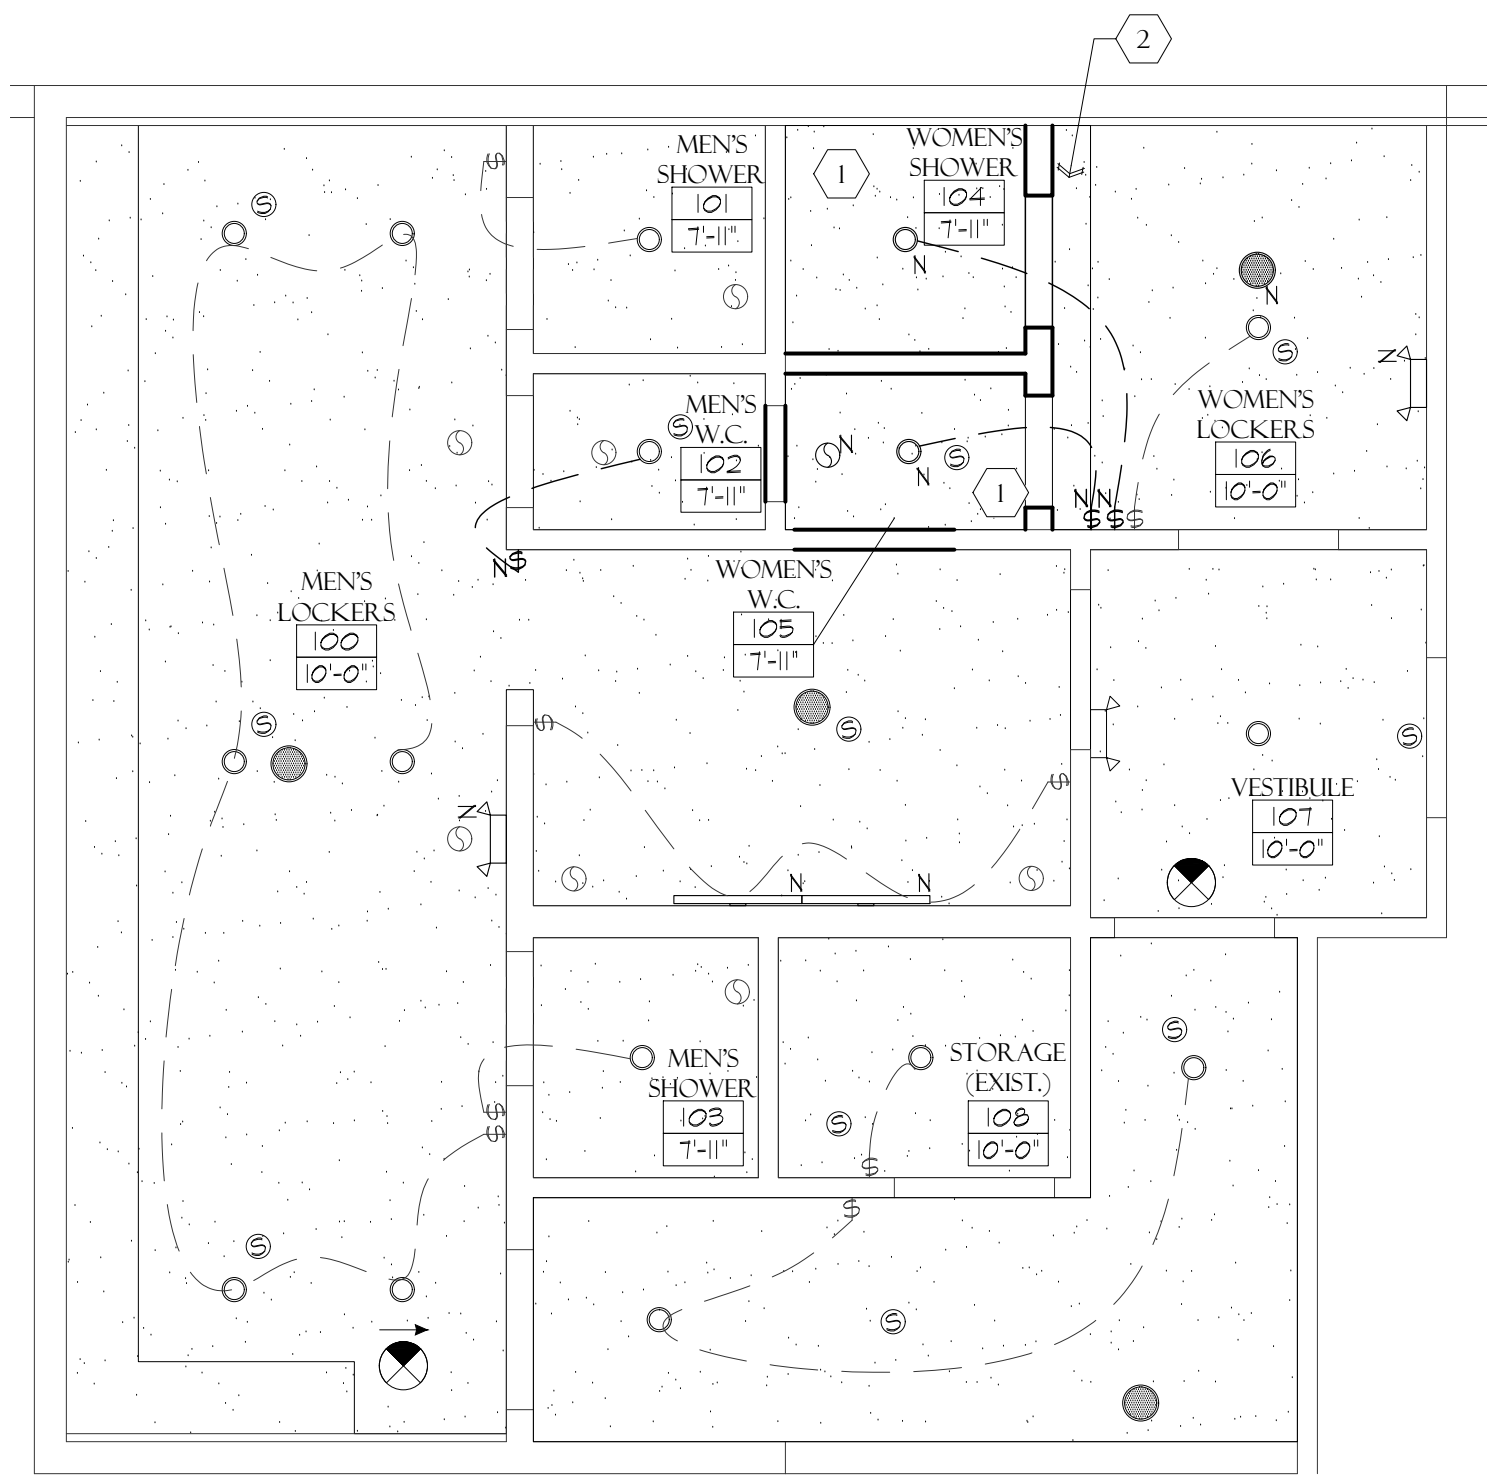 2
MEN'S
SHOWER
101
7'-11"
1
WOMEN'S
SHOWER
104
7'-11"
$
S
N
N
S
N
MEN'S
W.C.
102
7'-11"
S
N
N
S
1
WOMEN'S
LOCKERS
106
10'-0"
N N
$ $ $
N$
MEN'S
LOCKERS
100
10'-0"
WOMEN'S
W.C.
105
7'-11"
S
$
S
$
S
N
VESTIBULE
107
10'-0"
N
N
S
MEN'S
SHOWER
103
7'-11"
STORAGE
(EXIST.)
108
10'-0"
$
$
S
$
$
S
S